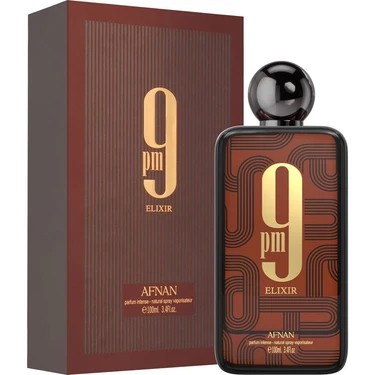 9
pm
ELIXIR
AFNAN
parfum intense - natural spray vaporisateur
℮100ml 3.4Fl.oz.
9
pm
ELIXIR
AFNAN
parfum intense - natural spray vaporisateur
℮100ml 3.4Fl.oz.